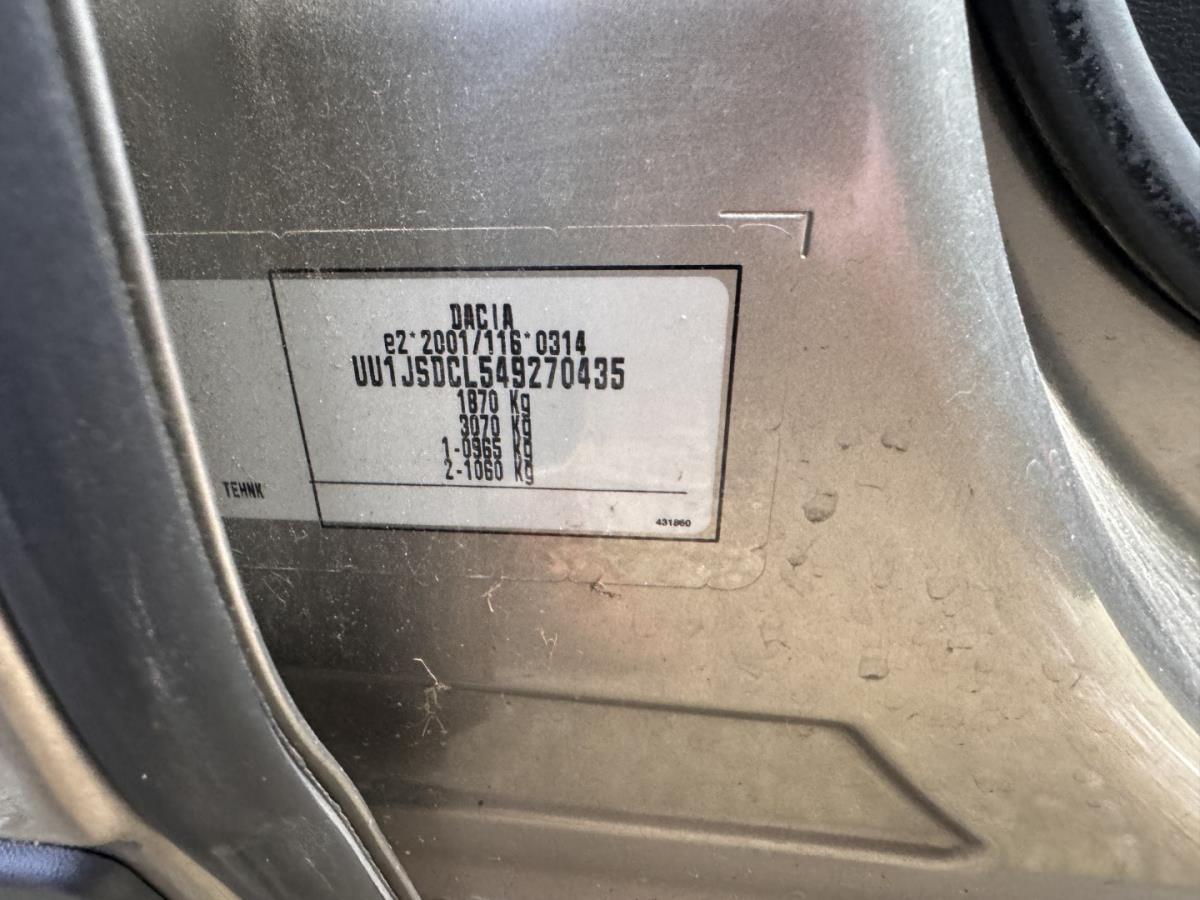 DACIA
e2*2001/116*0314
UU1JSDCL549270435
1870 Kg
3070 Kg
1-0965 Kg
2-1060 Kg
TEHNK
431860